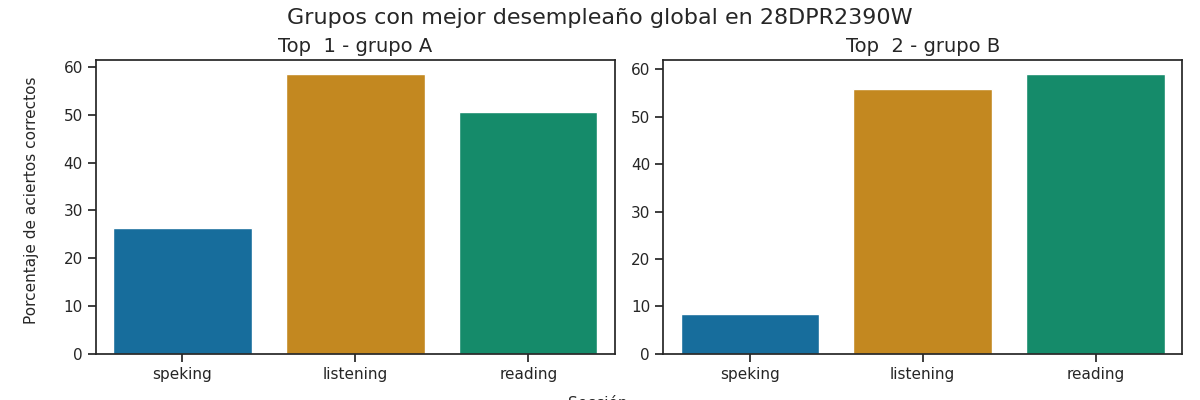 Grupos con mejor desempleaño global en 28DPR2390W
Top 1 - grupo A
Porcentaje de aciertos correctos
60
50
40
30
20
10
0
speking
listening
reading
Top 2 - grupo B
60
50
40
30
20
10
0
speking
listening
reading
Sección